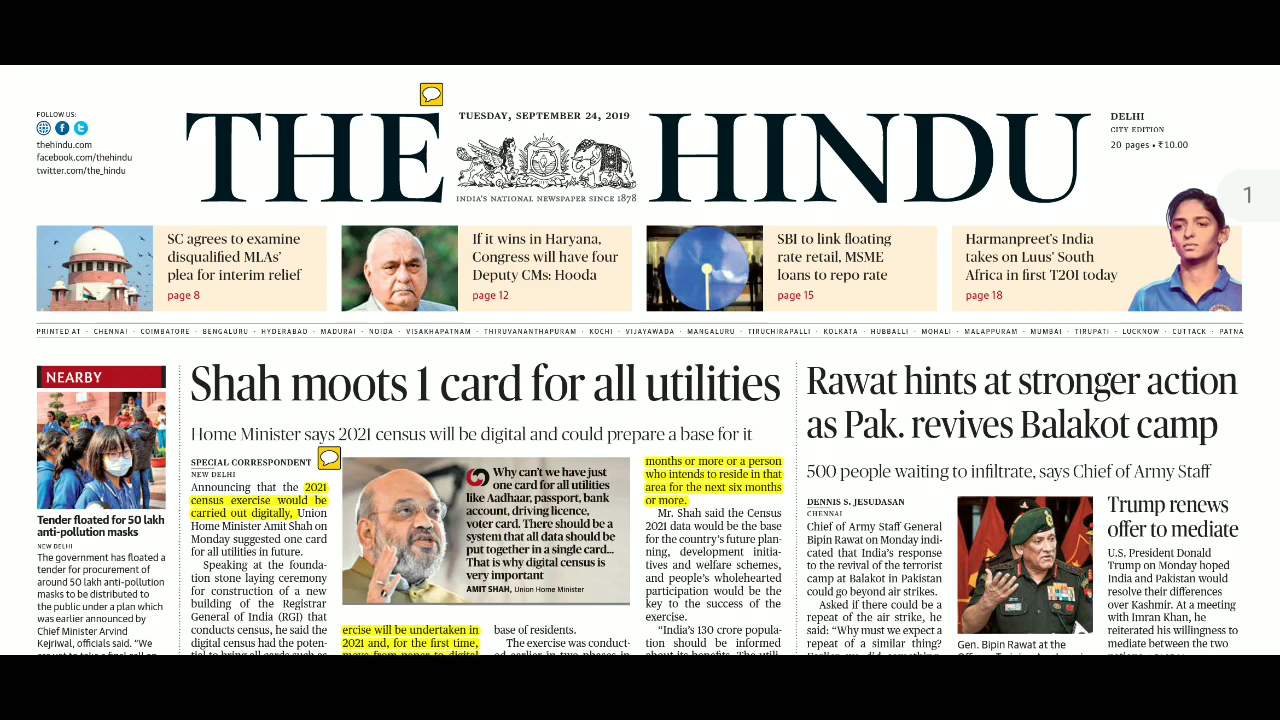 FOLLOW US:
thehindu.com
facebook.com/thehindu
twitter.com/the_hindu
THE HINDU
TUESDAY, SEPTEMBER 24, 2019
INDIA'S NATIONAL NEWSPAPER SINCE 1878
DELHI
CITY EDITION
20 pages • ₹10.00
1
SC agrees to examine
disqualified MLAs'
plea for interim relief
page 8
If it wins in Haryana,
Congress will have four
Deputy CMs: Hooda
page 12
SBI to link floating
rate retail, MSME
loans to repo rate
page 15
Harmanpreet's India
takes on Luus' South
Africa in first T20I today
page 18
PRINTED AT · CHENNAI · COIMBATORE · BENGALURU · HYDERABAD · MADURAI · NOIDA · VISAKHAPATNAM · THIRUVANANTHAPURAM · KOCHI · VIJAYAWADA · MANGALURU · TIRUCHIRAPALLI · KOLKATA · HUBBALLI · MOHALI · MALAPPURAM · MUMBAI · TIRUPATI · LUCKNOW · CUTTACK · PATNA
NEARBY
Tender floated for 50 lakh
anti-pollution masks
NEW DELHI
The government has floated a
tender for procurement of
around 50 lakh anti-pollution
masks to be distributed to
the public under a plan which
was earlier announced by
Chief Minister Arvind
Kejriwal, officials said. "We
Shah moots 1 card for all utilities
Home Minister says 2021 census will be digital and could prepare a base for it
SPECIAL CORRESPONDENT
NEW DELHI
Announcing that the 2021
census exercise would be
carried out digitally, Union
Home Minister Amit Shah on
Monday suggested one card
for all utilities in future.
Speaking at the founda-
tion stone laying ceremony
for construction of a new
building of the Registrar
General of India (RGI) that
conducts census, he said the
digital census had the poten-
tial to bring all cards such as
Why can't we have just
one card for all utilities
like Aadhaar, passport, bank
account, driving licence,
voter card. There should be a
system that all data should be
put together in a single card...
That is why digital census is
very important
AMIT SHAH, Union Home Minister
ercise will be undertaken in
2021 and, for the first time,
move from paper to digital
base of residents.
The exercise was conduct-
ed earlier in two phases in
months or more or a person
who intends to reside in that
area for the next six months
or more.
Mr. Shah said the Census
2021 data would be the base
for the country's future plan-
ning, development initia-
tives and welfare schemes,
and people's wholehearted
participation would be the
key to the success of the
exercise.
"India's 130 crore popula-
tion should be informed
about its benefits. The utili-
Rawat hints at stronger action
as Pak. revives Balakot camp
500 people waiting to infiltrate, says Chief of Army Staff
DENNIS S. JESUDASAN
CHENNAI
Chief of Army Staff General
Bipin Rawat on Monday indi-
cated that India's response
to the revival of the terrorist
camp at Balakot in Pakistan
could go beyond air strikes.
Asked if there could be a
repeat of the air strike, he
said: "Why must we expect a
repeat of a similar thing?
Gen. Bipin Rawat at the
Trump renews
offer to mediate
U.S. President Donald
Trump on Monday hoped
India and Pakistan would
resolve their differences
over Kashmir. At a meeting
with Imran Khan, he
reiterated his willingness to
mediate between the two